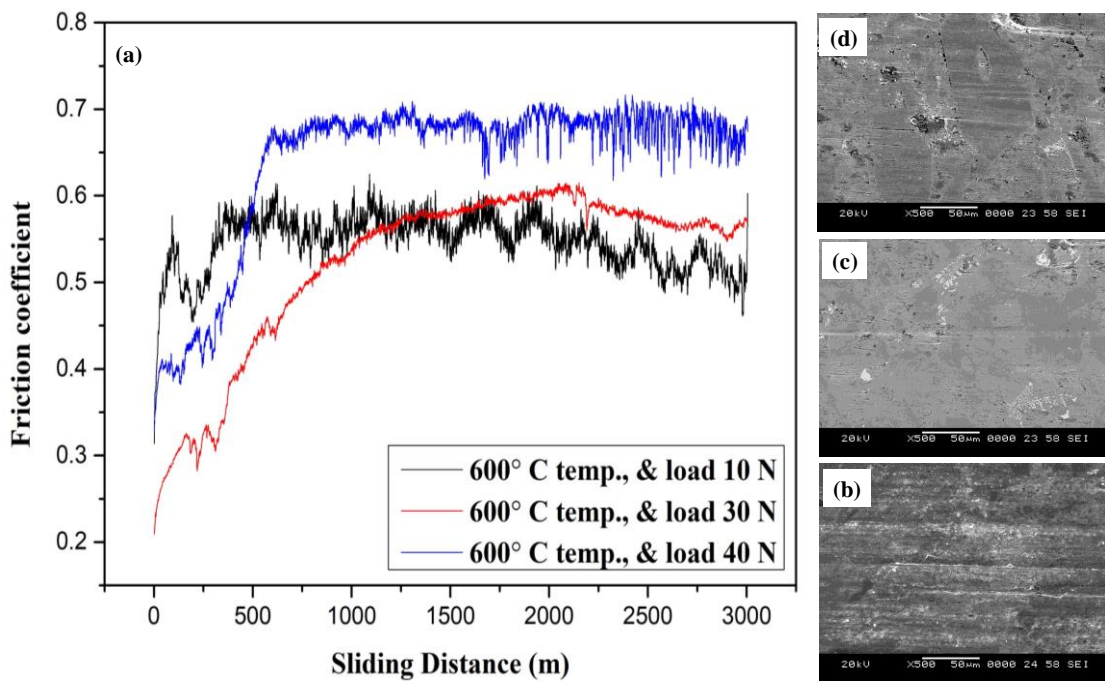 (a)
0.8
0.7
0.6
0.5
0.4
0.3
0.2
Friction coefficient
600° C temp., & load 10 N
600° C temp., & load 30 N
600° C temp., & load 40 N
0 500 1000 1500 2000 2500 3000
Sliding Distance (m)
(d)
20kV X500 50µm 0000 23 58 SEI
(c)
20kV X500 50µm 0000 23 58 SEI
(b)
20kV X500 50µm 0000 24 58 SEI